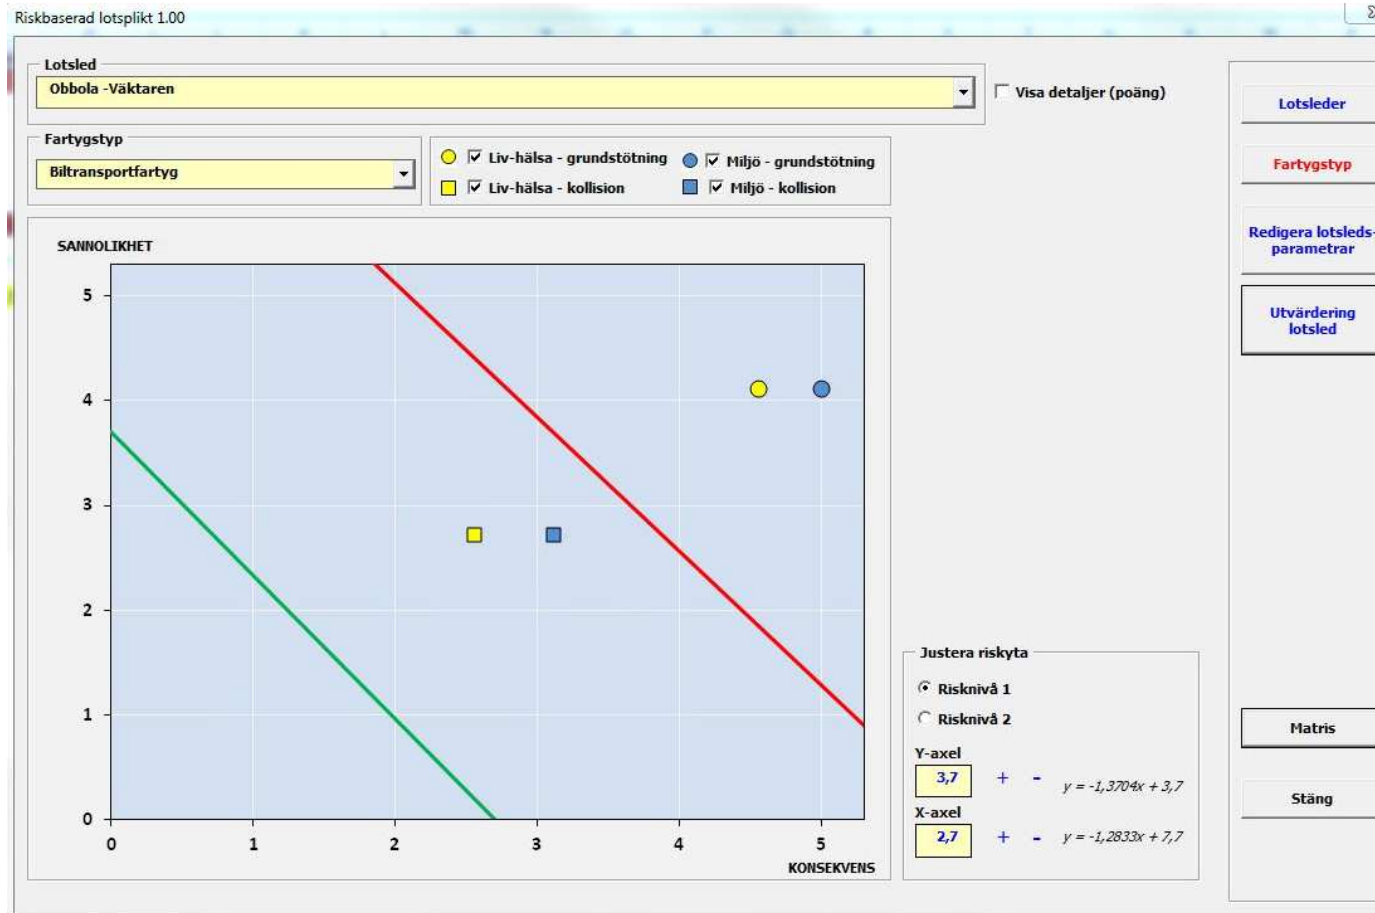 Riskbaserad lotsplikt 1.00
Lotsled
Obbola -Väktaren
Visa detaljer (poäng)
Fartygstyp
Biltransportfartyg
Liv-hälsa - grundstötning
Miljö - grundstötning
Liv-hälsa - kollision
Miljö - kollision
SANNOLIKHET
5
4
3
2
1
0
0 1 2 3 4 5
KONSEKVENS
Justera riskyta
Risknivå 1
Risknivå 2
Y-axel
3,7 + - y = -1,3704x + 3,7
X-axel
2,7 + - y = -1,2833x + 7,7
Lotsleder
Fartygstyp
Redigera lotsleds-
parametrar
Utvärdering
lotsled
Matris
Stäng